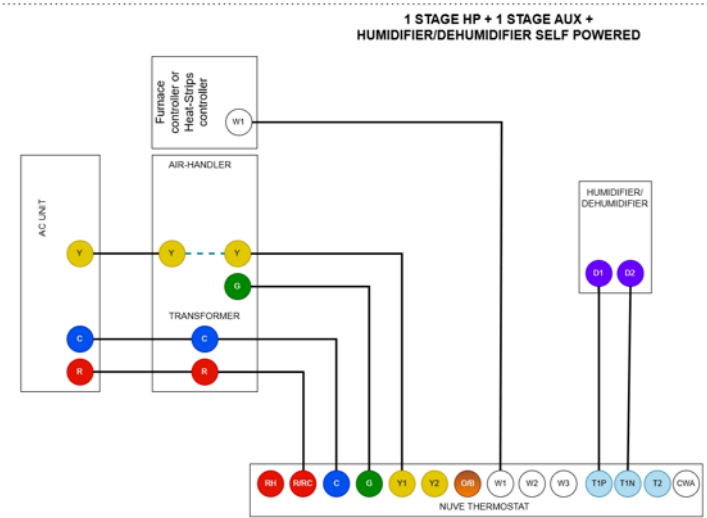 1 STAGE HP + 1 STAGE AUX +
HUMIDIFIER/DEHUMIDIFIER SELF POWERED
Furnace
controller or
Heat-Strips
controller
W1
AIR-HANDLER
AC UNIT
HUMIDIFIER/
DEHUMIDIFIER
Y
Y
Y
D1
D2
G
TRANSFORMER
C
C
R
R
RH
R/RC
C
G
Y1
Y2
O/B
W1
W2
W3
T1P
T1N
T2
CWA
NUVE THERMOSTAT